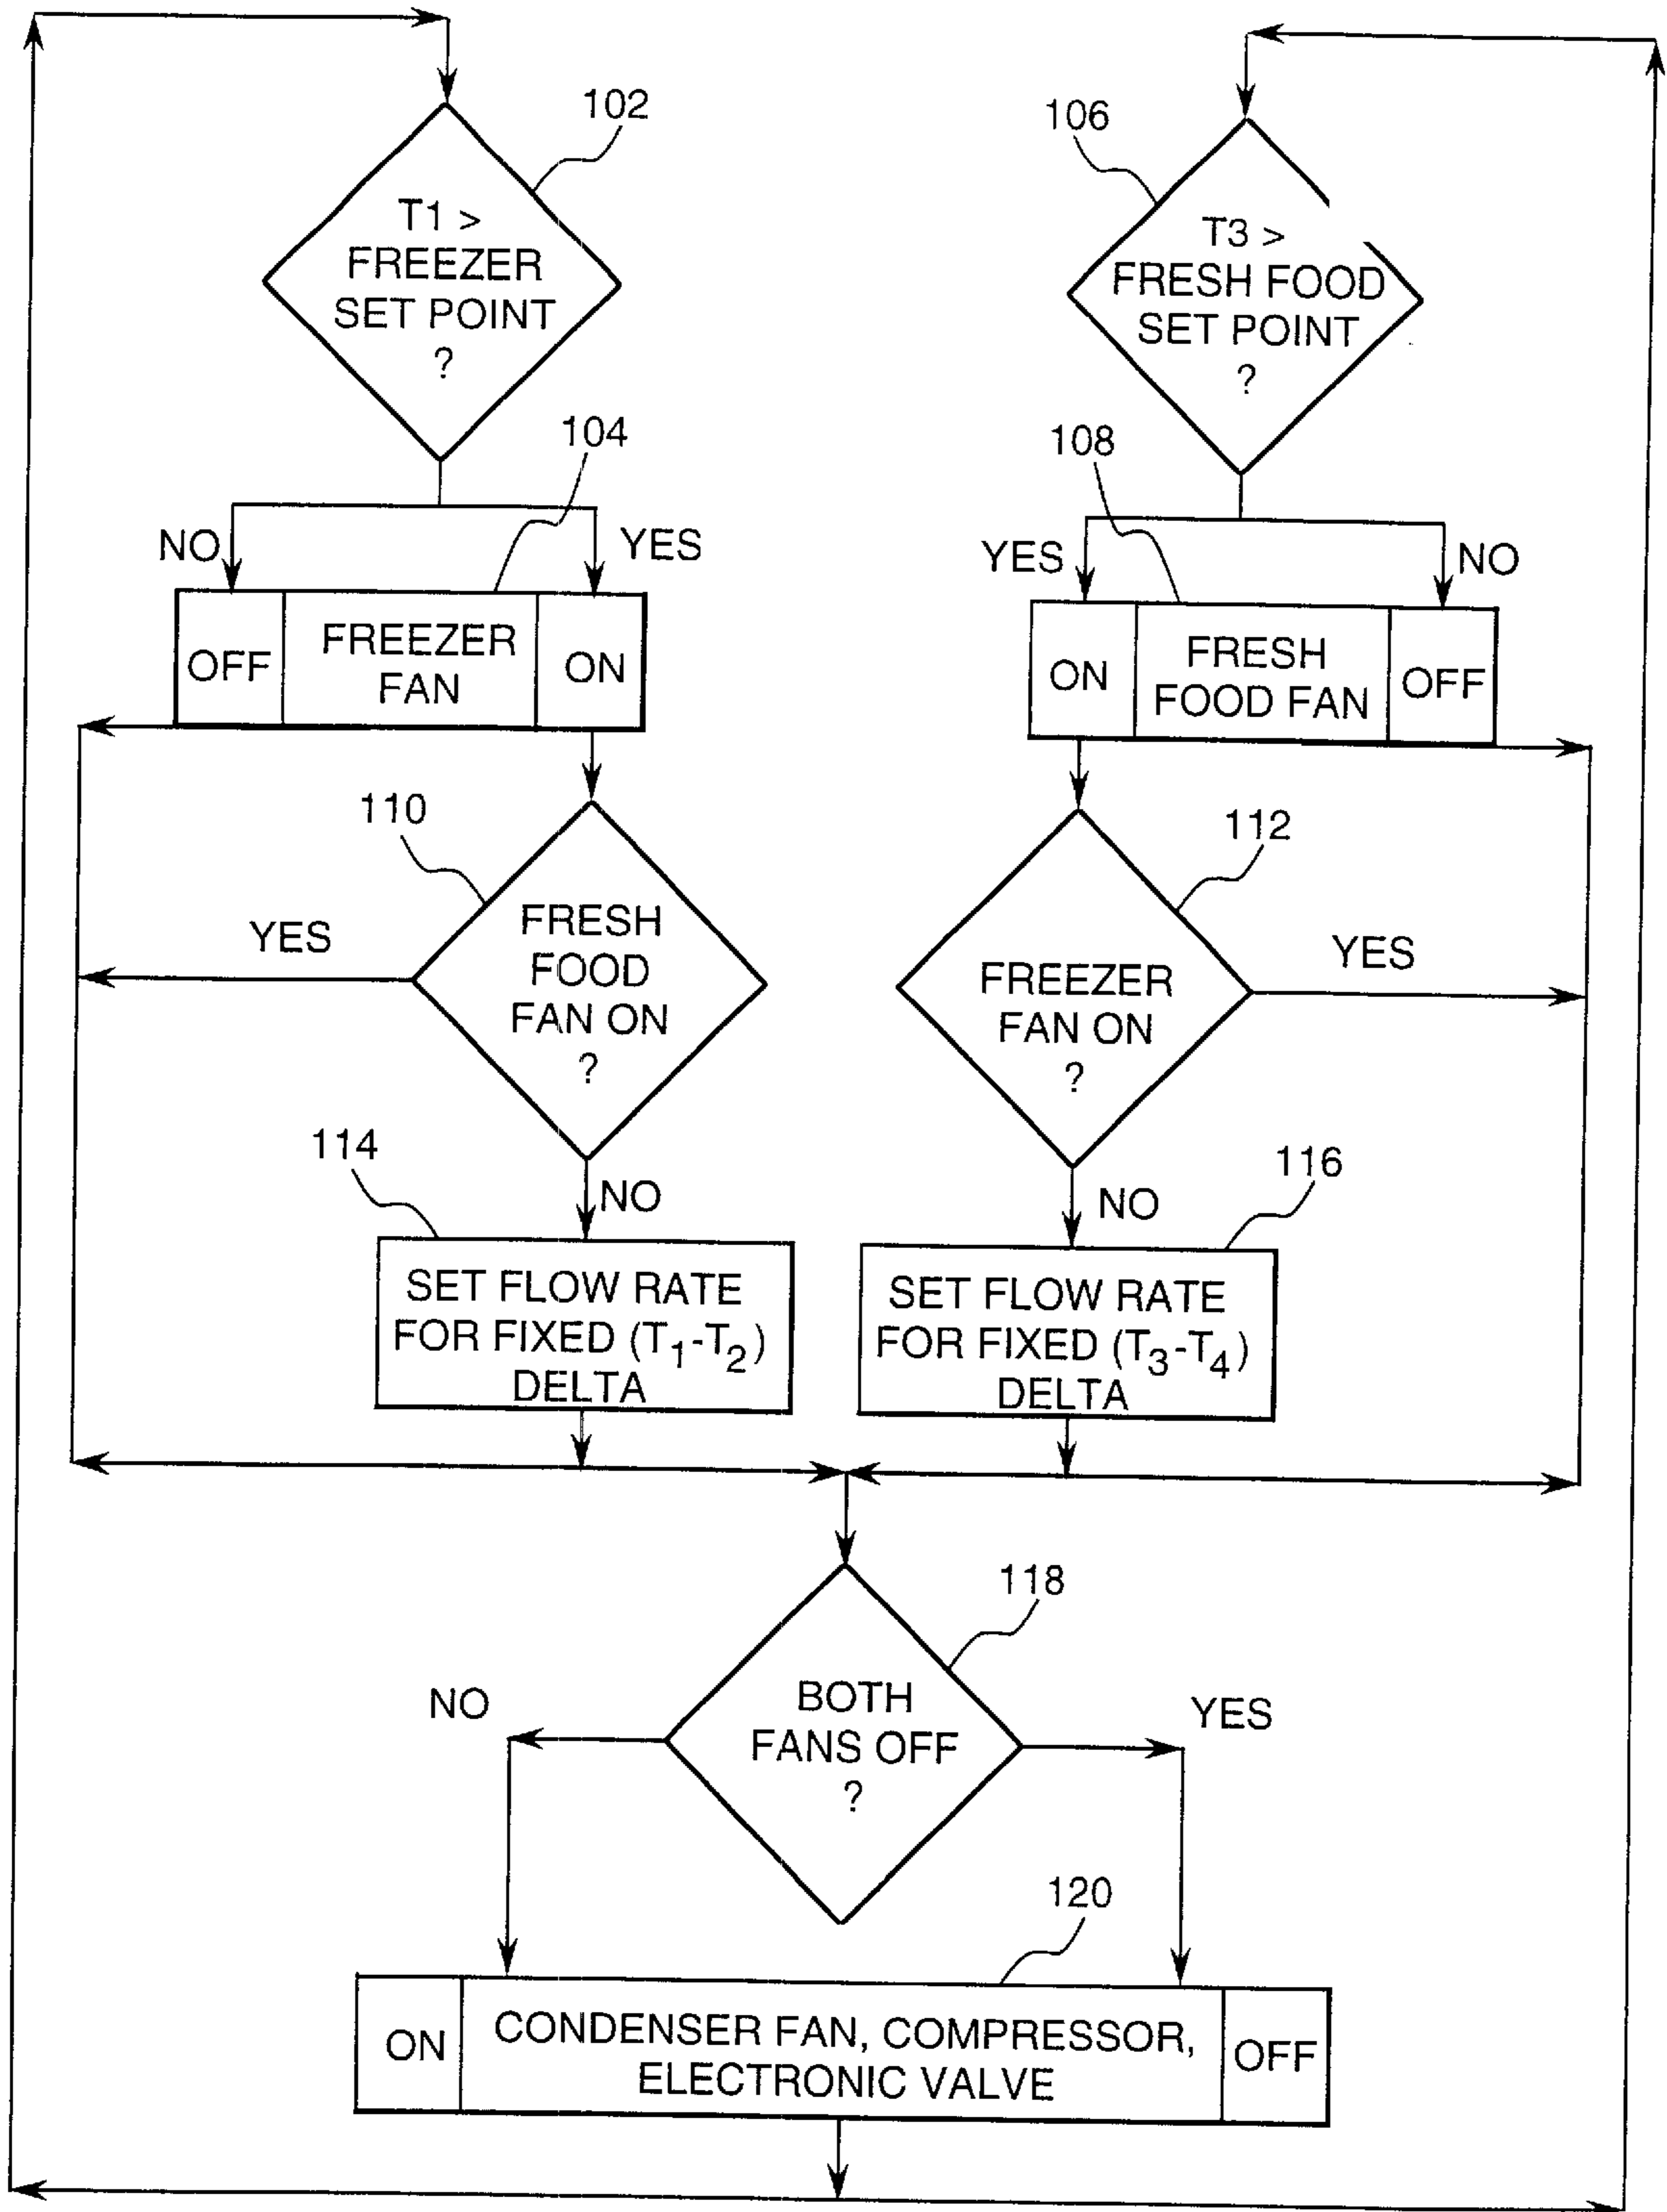 102
T1 >
FREEZER
SET POINT
?
106
T3 >
FRESH FOOD
SET POINT
?
104
NO
YES
OFF
FREEZER
FAN
ON
108
YES
NO
ON
FRESH
FOOD FAN
OFF
110
FRESH
FOOD
FAN ON
?
YES
NO
112
FREEZER
FAN ON
?
YES
NO
114
SET FLOW RATE
FOR FIXED (T1-T2)
DELTA
116
SET FLOW RATE
FOR FIXED (T3-T4)
DELTA
118
BOTH
FANS OFF
?
NO
YES
120
ON
CONDENSER FAN, COMPRESSOR,
ELECTRONIC VALVE
OFF